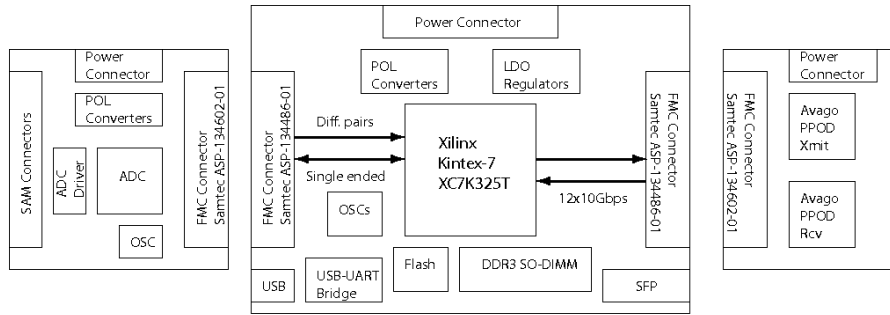 Power
Connector
POL
Converters
SAM Connectors
ADC
Driver
ADC
OSC
FMC Connector
Samtec ASP-134602-01
Power Connector
POL
Converters
LDO
Regulators
FMC Connector
Samtec ASP-134486-01
Diff. pairs
Single ended
Xilinx
Kintex-7
XC7K325T
12x10Gbps
FMC Connector
Samtec ASP-134486-01
OSCs
USB
USB-UART
Bridge
Flash
DDR3 SO-DIMM
SFP
Power
Connector
FMC Connector
Samtec ASP-134602-01
Avago
PPOD
Xmit
Avago
PPOD
Rcv